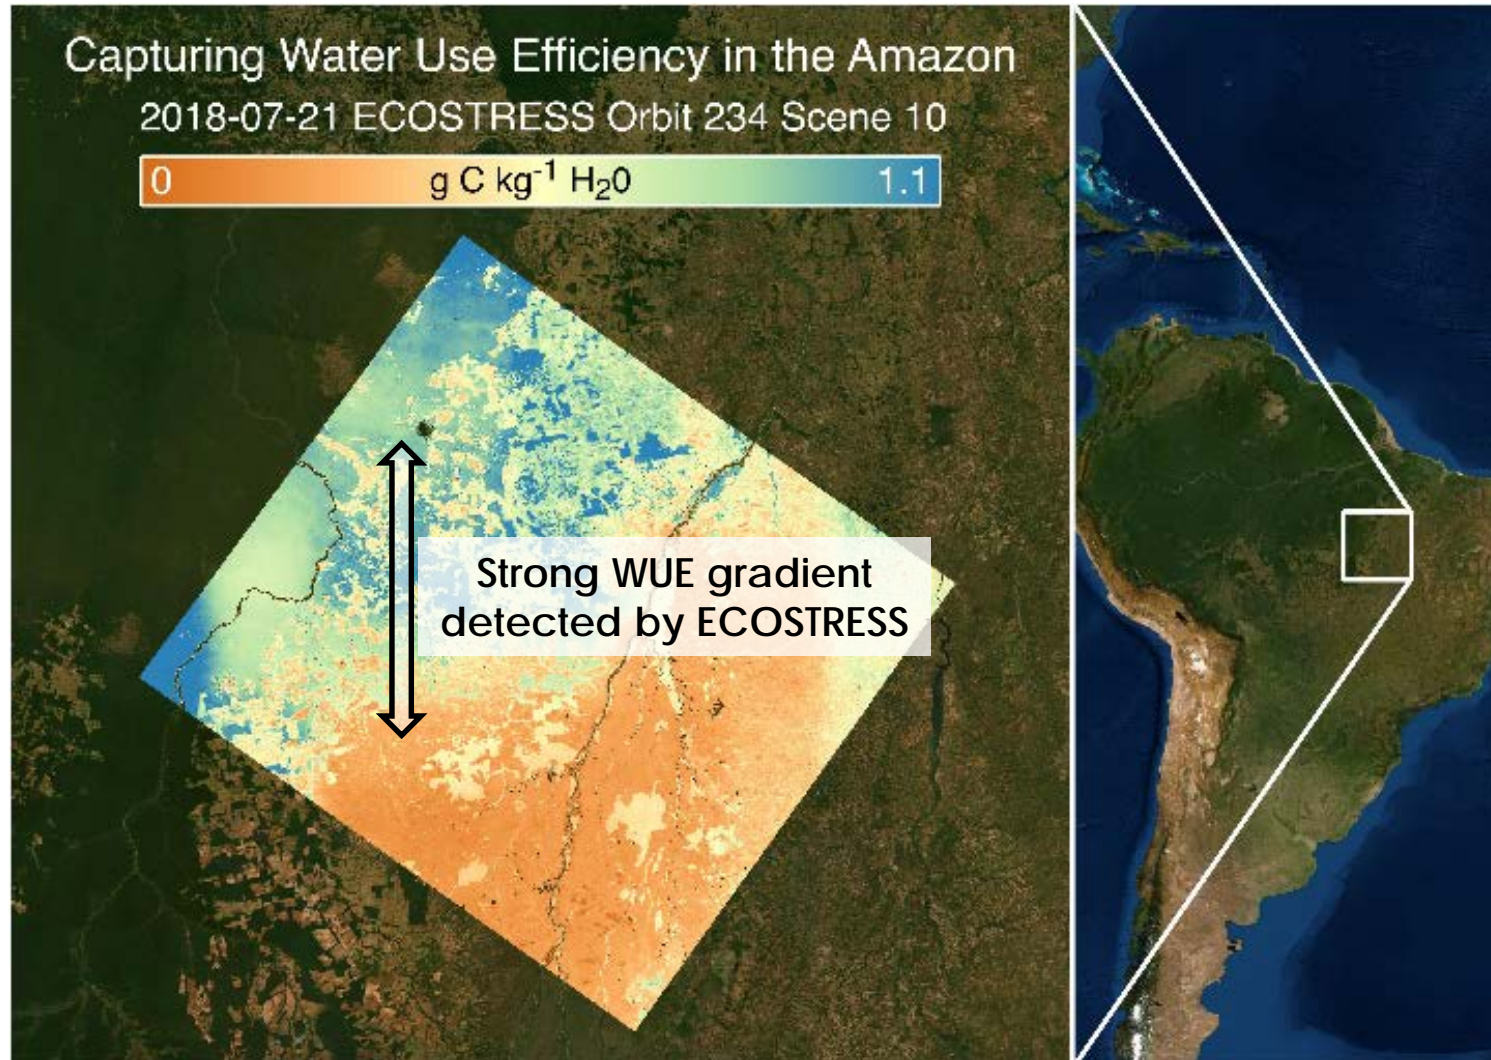 Capturing Water Use Efficiency in the Amazon
2018-07-21 ECOSTRESS Orbit 234 Scene 10
0 g C kg⁻¹ H₂0 1.1
Strong WUE gradient
detected by ECOSTRESS